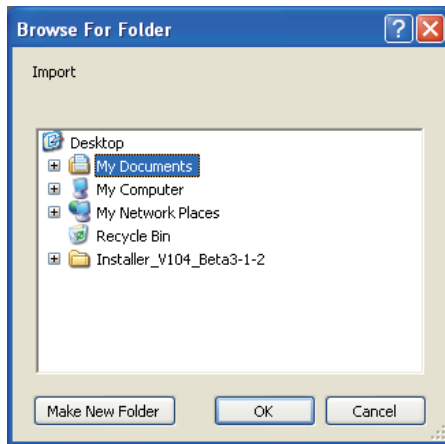 Browse For Folder
Import
Desktop
My Documents
My Computer
My Network Places
Recycle Bin
Installer_V104_Beta3-1-2
Make New Folder OK Cancel